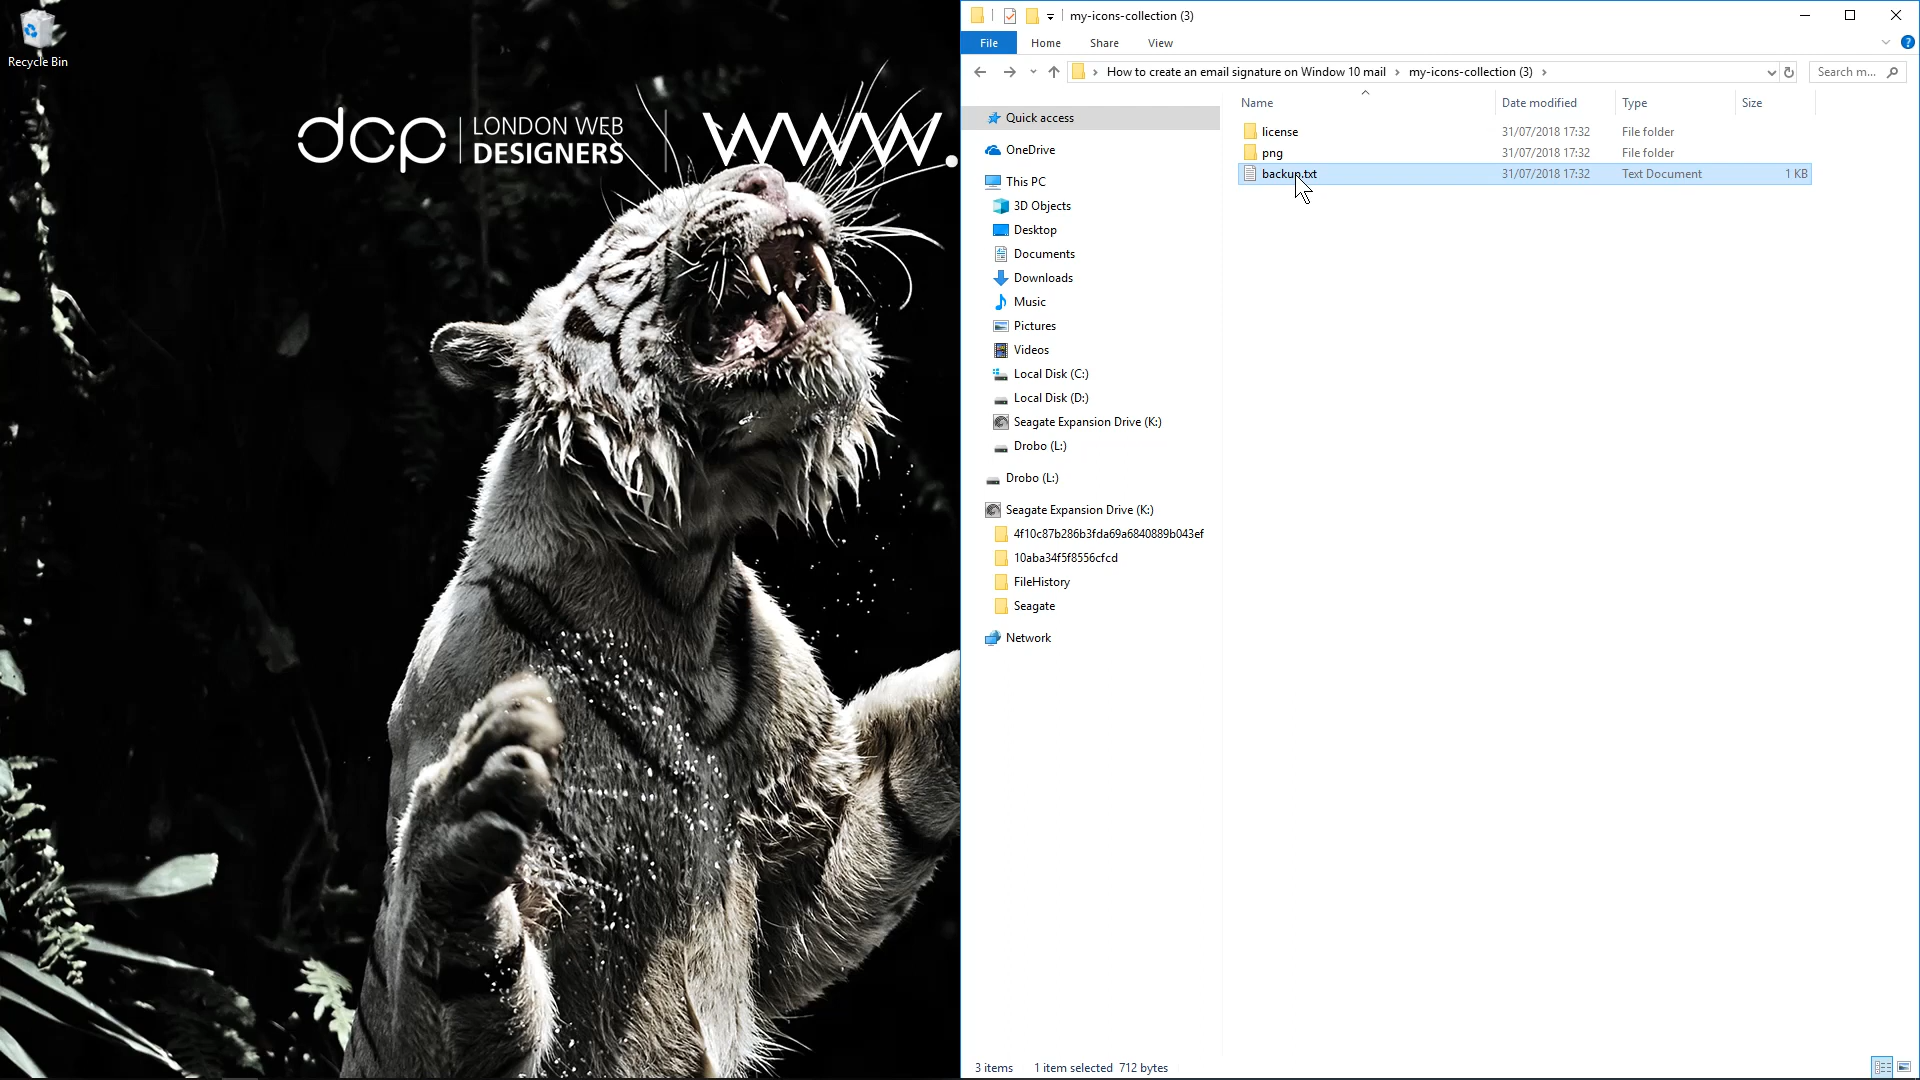 Recycle Bin
dcp LONDON WEB DESIGNERS WWW.
my-icons-collection (3)
File Home Share View
How to create an email signature on Window 10 mail my-icons-collection (3)
Search m...
Quick access
OneDrive
This PC
3D Objects
Desktop
Documents
Downloads
Music
Pictures
Videos
Local Disk (C:)
Local Disk (D:)
Seagate Expansion Drive (K:)
Drobo (L:)
Drobo (L:)
Seagate Expansion Drive (K:)
4f10c87b286b3fda69a6840889b043ef
10aba34f5f8556cfcd
FileHistory
Seagate
Network
Name Date modified Type Size
license 31/07/2018 17:32 File folder
png 31/07/2018 17:32 File folder
backup.txt 31/07/2018 17:32 Text Document 1 KB
3 items 1 item selected 712 bytes